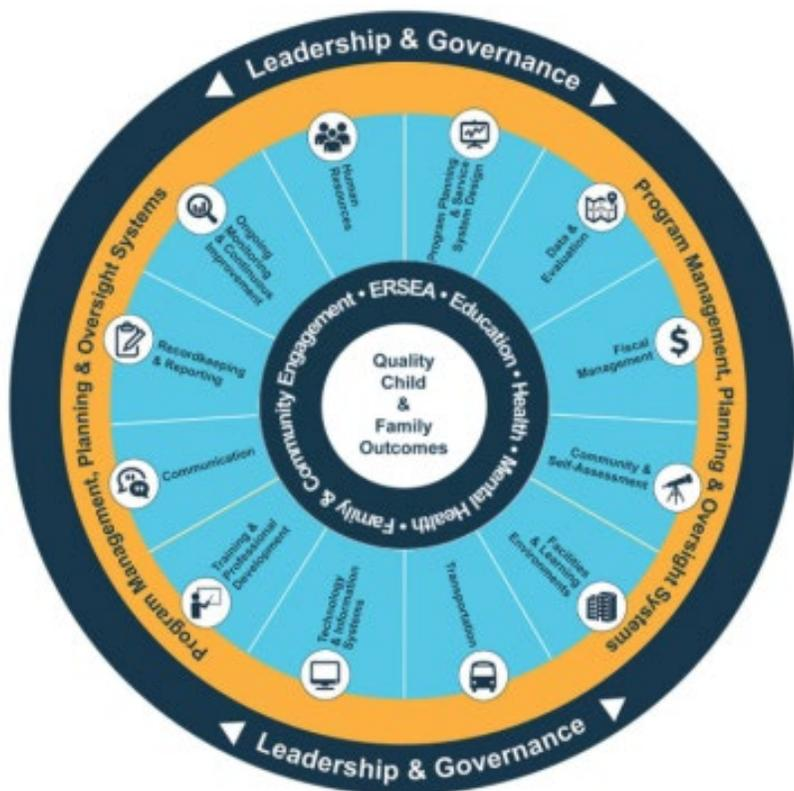 Leadership & Governance
Program Management, Planning & Oversight Systems
Program Management, Planning & Oversight Systems
Human
Resources
Program Planning
& Service
System Design
Data &
Evaluation
Fiscal
Management
Community &
Self-Assessment
Facilities
& Learning
Environments
Transportation
Technology
& Information
Systems
Training &
Professional
Development
Communication
Recordkeeping
& Reporting
Ongoing
Monitoring
& Continuous
Improvement
Family & Community Engagement • ERSEA • Education • Health • Mental Health •
Quality
Child
&
Family
Outcomes
Leadership & Governance